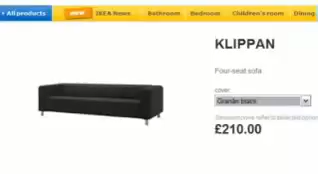 All products NEW IKEA News Bathroom Bedroom Children's room Dining
KLIPPAN
Four-seat sofa
cover
Granån black
£210.00